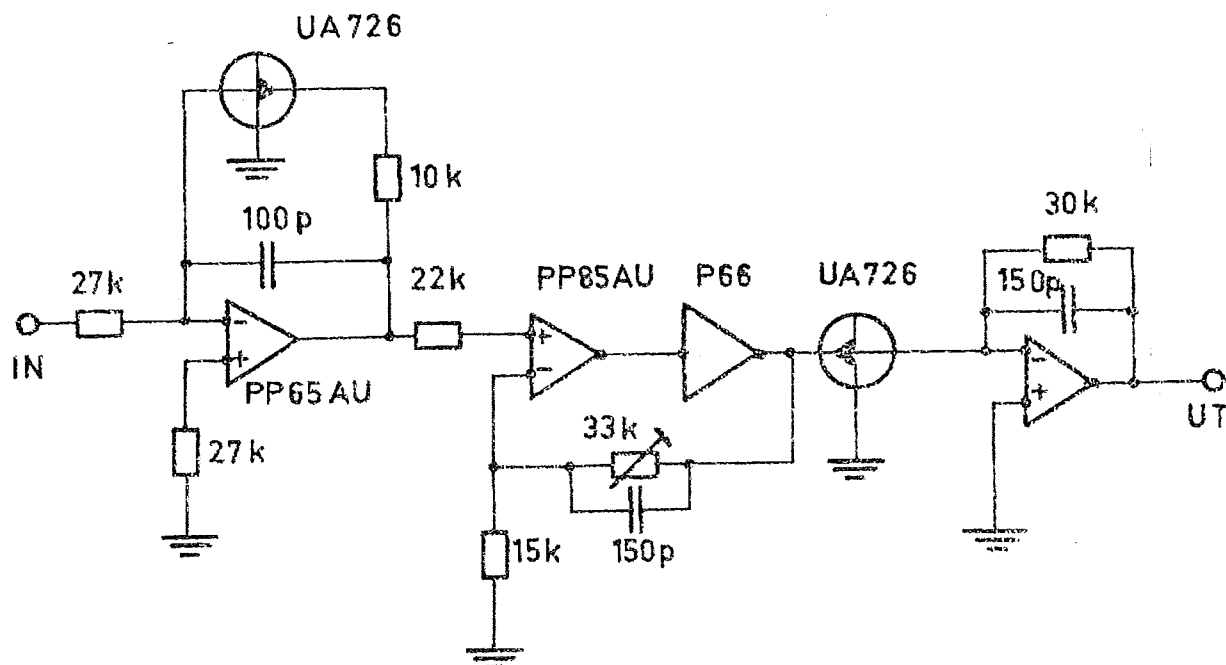 UA726
10k
100p
30k
27k
22k
PP85AU
P66
UA726
150p
-
+
+
-
-
+
IN
PP65AU
UT
27k
33k
15k
150p